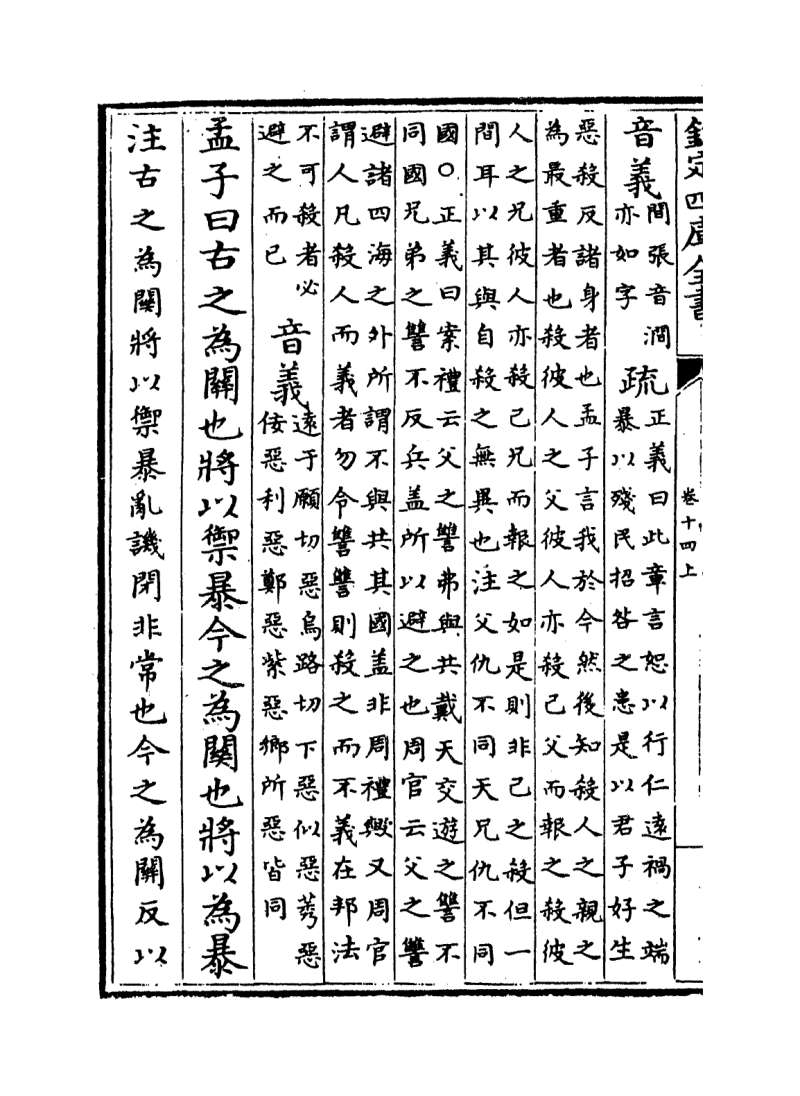 欽定四庫全書
卷十四上
音義間張音澗
亦如字
疏正義曰此章言恕以行仁逺禍之端
暴以殘民招咎之患是以君子好生
惡殺反諸身者也孟子言我於今然後知殺人之親之
為最重者也殺彼人之父彼人亦殺己父而報之殺彼
人之兄彼人亦殺己兄而報之如是則非己之殺但一
間耳以其與自殺之無異也注父仇不同天兄仇不同
國○正義曰案禮云父之讐弗與共戴天交遊之讐不
同國兄弟之讐不反兵盖所以避之也周官云父之讐
避諸四海之外所謂不與共其國盖非周禮歟又周官
謂人凡殺人而義者勿令讐讐則殺之而不義在邦法
不可殺者必
避之而已
音義逺于願切惡烏路切下惡似惡莠惡
佞惡利惡鄭惡紫惡鄉所惡皆同
孟子曰古之為關也將以禦暴今之為關也將以為暴
注古之為關將以禦暴亂譏閉非常也今之為關反以